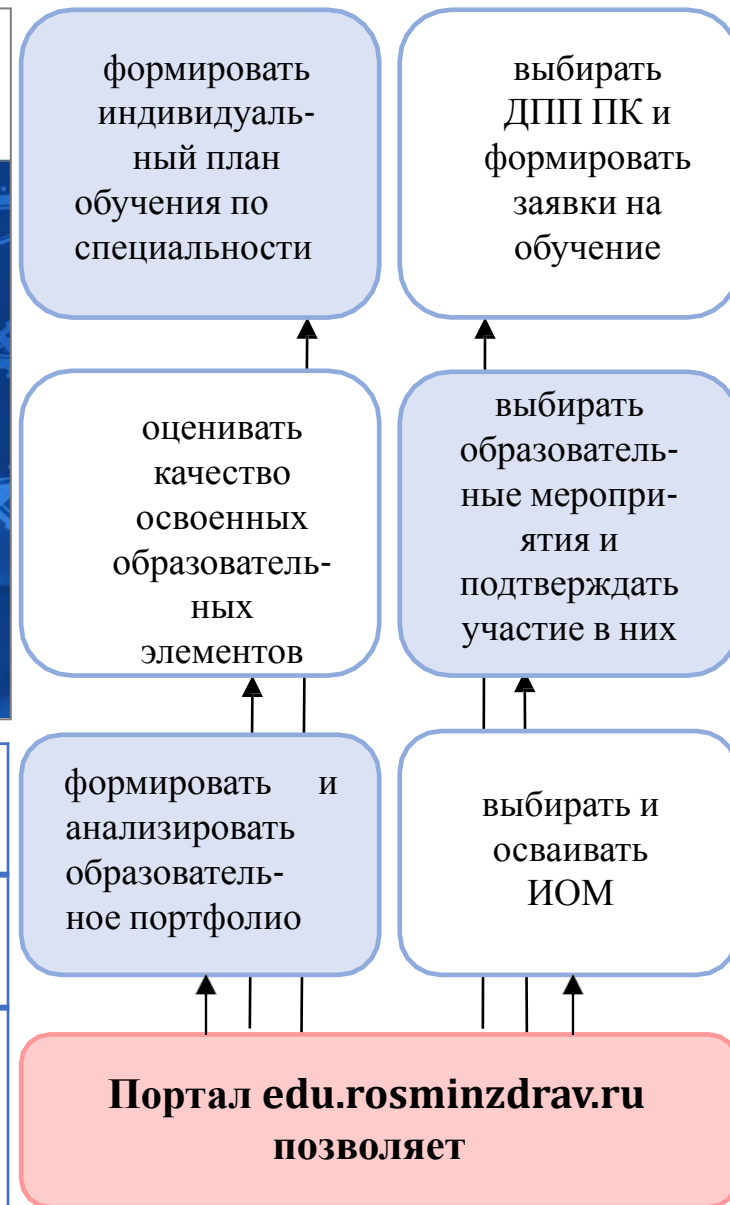 формировать
индивидуаль-
ный план
обучения по
специальности
выбирать
ДПП ПК и
формировать
заявки на
обучение
оценивать
качество
освоенных
образователь-
ных
элементов
выбирать
образователь-
ные меропри-
ятия и
подтверждать
участие в них
формировать и
анализировать
образователь-
ное портфолио
выбирать и
осваивать
ИОМ
Портал edu.rosminzdrav.ru
позволяет